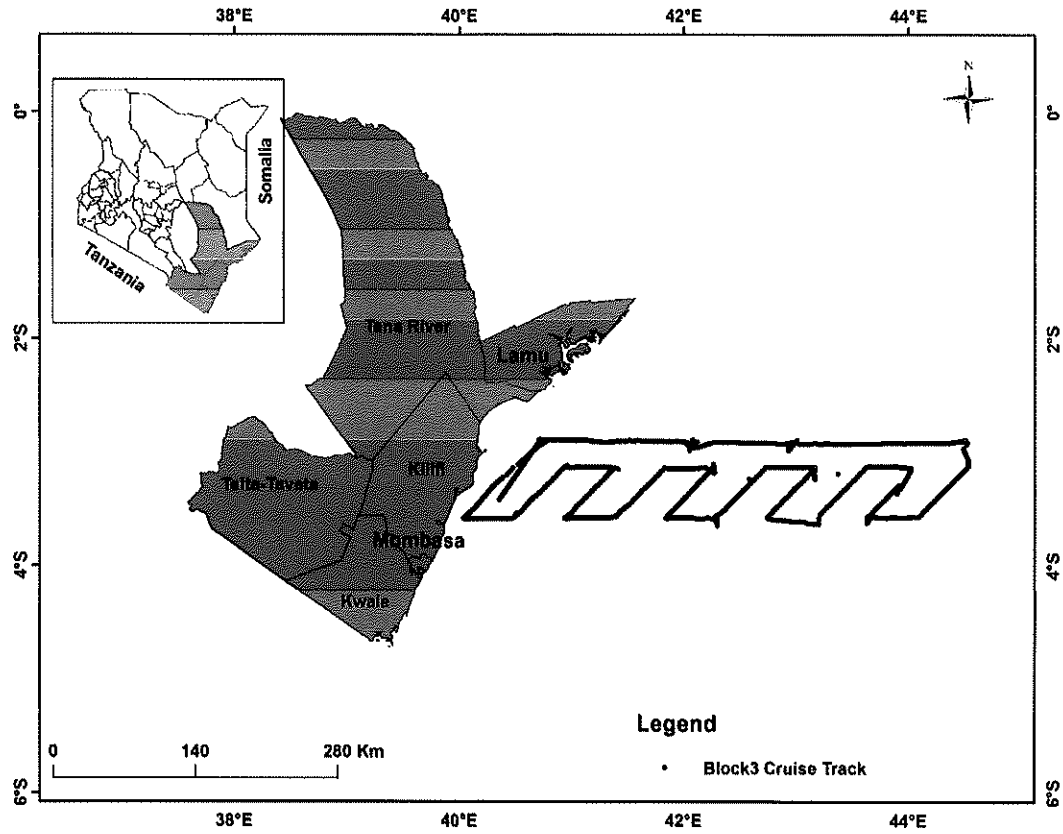 38°E 40°E 42°E 44°E
N
0° 0°
Somalia
Tanzania
Tana River
2°S Lamu 2°S
Kilifi
Taita-Taveta
Mombasa
4°S 4°S
Kwale
Legend
0 140 280 Km
Block3 Cruise Track
6°S 6°S
38°E 40°E 42°E 44°E